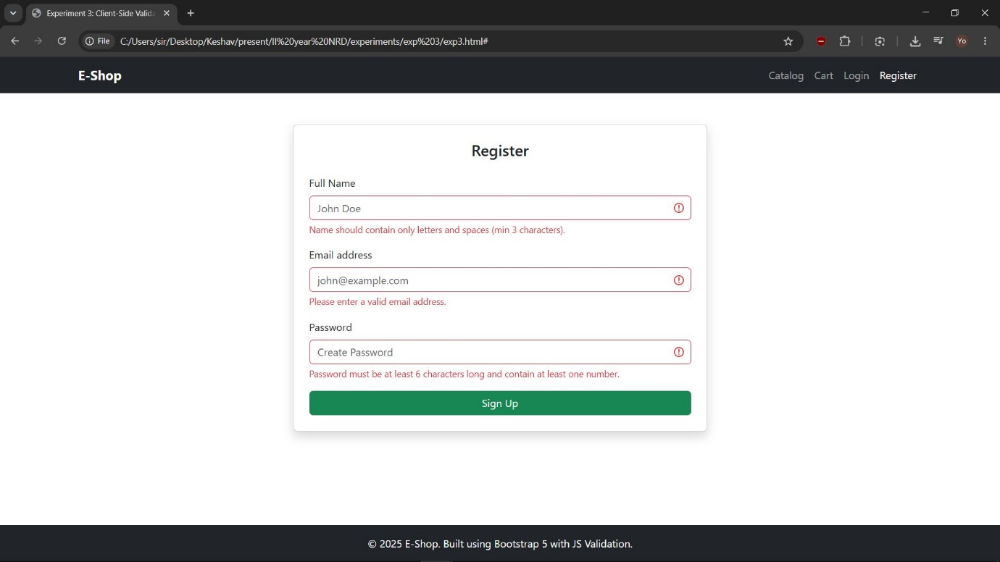 Experiment 3: Client-Side Valida
File C:/Users/sir/Desktop/Keshav/present/II%20year%20NRD/experiments/exp%203/exp3.html#
Yo
E-Shop Catalog Cart Login Register
Register
Full Name
John Doe
Name should contain only letters and spaces (min 3 characters).
Email address
john@example.com
Please enter a valid email address.
Password
Create Password
Password must be at least 6 characters long and contain at least one number.
Sign Up
© 2025 E-Shop. Built using Bootstrap 5 with JS Validation.